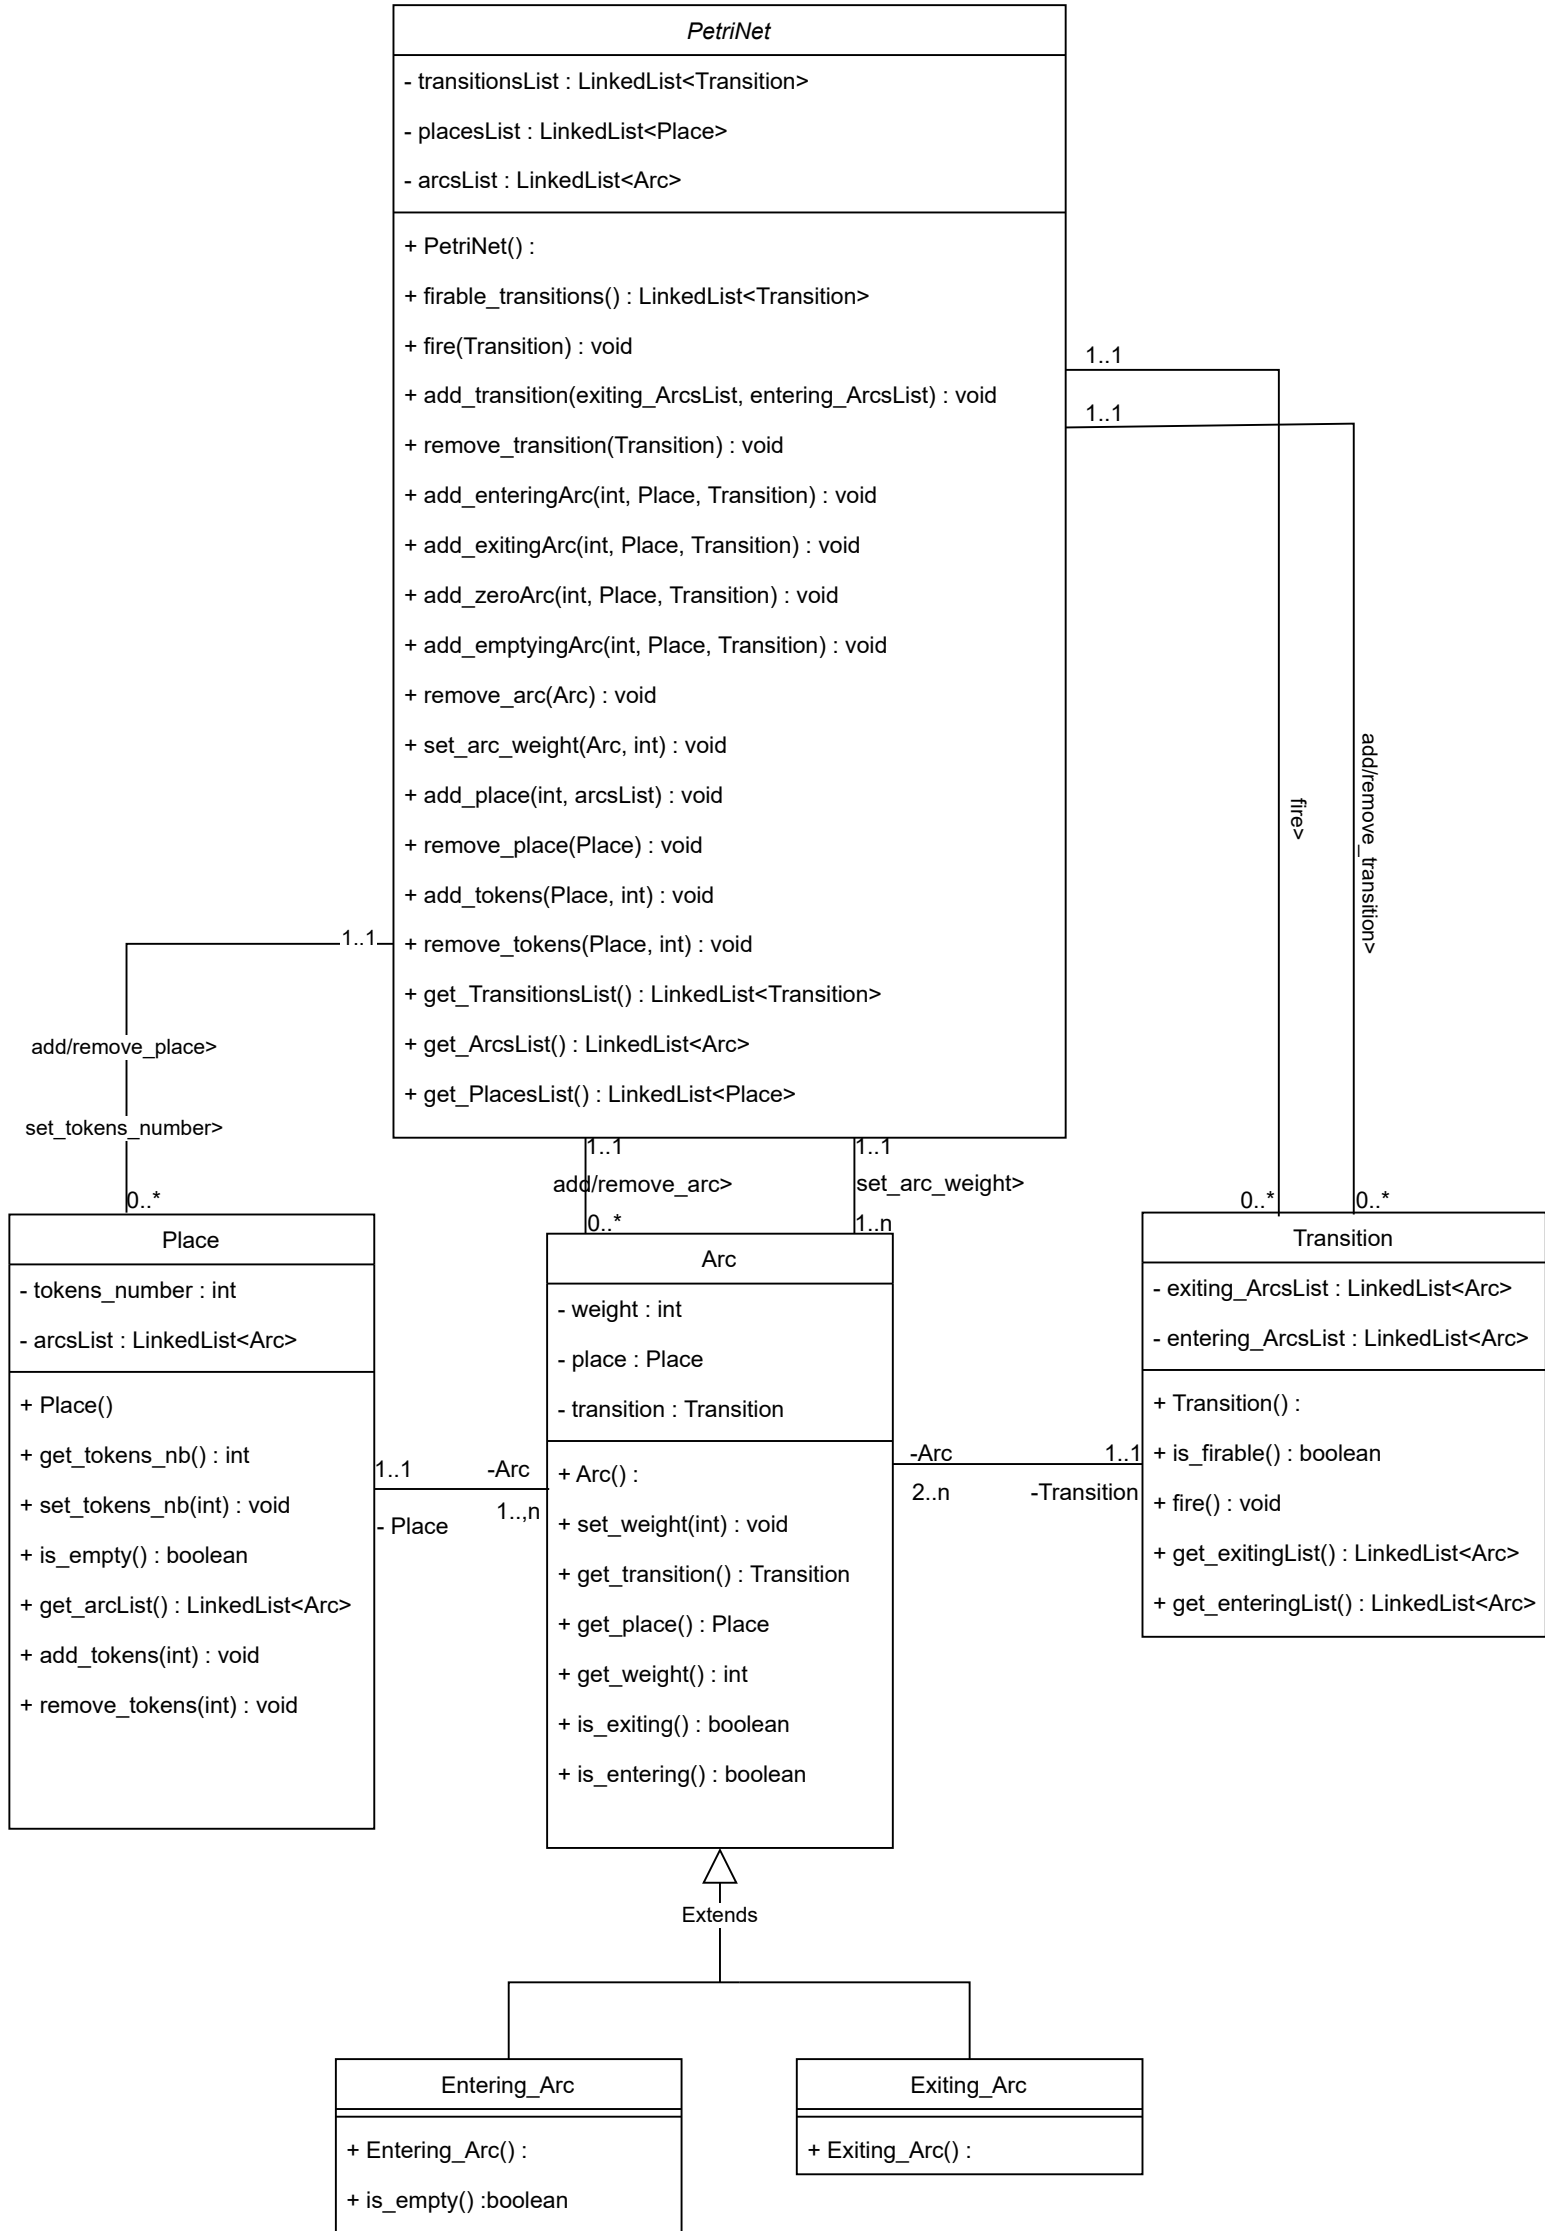 PetriNet
- transitionsList : LinkedList<Transition>
- placesList : LinkedList<Place>
- arcsList : LinkedList<Arc>
+ PetriNet() :
+ firable_transitions() : LinkedList<Transition>
+ fire(Transition) : void
+ add_transition(exiting_ArcsList, entering_ArcsList) : void
+ remove_transition(Transition) : void
+ add_enteringArc(int, Place, Transition) : void
+ add_exitingArc(int, Place, Transition) : void
+ add_zeroArc(int, Place, Transition) : void
+ add_emptyingArc(int, Place, Transition) : void
+ remove_arc(Arc) : void
+ set_arc_weight(Arc, int) : void
+ add_place(int, arcsList) : void
+ remove_place(Place) : void
+ add_tokens(Place, int) : void
+ remove_tokens(Place, int) : void
+ get_TransitionsList() : LinkedList<Transition>
+ get_ArcsList() : LinkedList<Arc>
+ get_PlacesList() : LinkedList<Place>
1..1
1..1
fire>
add/remove_transition>
0..*
0..*
1..1
add/remove_place>
set_tokens_number>
0..*
1..1
add/remove_arc>
0..*
1..1
set_arc_weight>
1..n
Place
- tokens_number : int
- arcsList : LinkedList<Arc>
+ Place()
+ get_tokens_nb() : int
+ set_tokens_nb(int) : void
+ is_empty() : boolean
+ get_arcList() : LinkedList<Arc>
+ add_tokens(int) : void
+ remove_tokens(int) : void
1..1
-Arc
- Place
1..,n
Arc
- weight : int
- place : Place
- transition : Transition
+ Arc() :
+ set_weight(int) : void
+ get_transition() : Transition
+ get_place() : Place
+ get_weight() : int
+ is_exiting() : boolean
+ is_entering() : boolean
-Arc
1..1
2..n
-Transition
Transition
- exiting_ArcsList : LinkedList<Arc>
- entering_ArcsList : LinkedList<Arc>
+ Transition() :
+ is_firable() : boolean
+ fire() : void
+ get_exitingList() : LinkedList<Arc>
+ get_enteringList() : LinkedList<Arc>
Extends
Entering_Arc
+ Entering_Arc() :
+ is_empty() :boolean
Exiting_Arc
+ Exiting_Arc() :